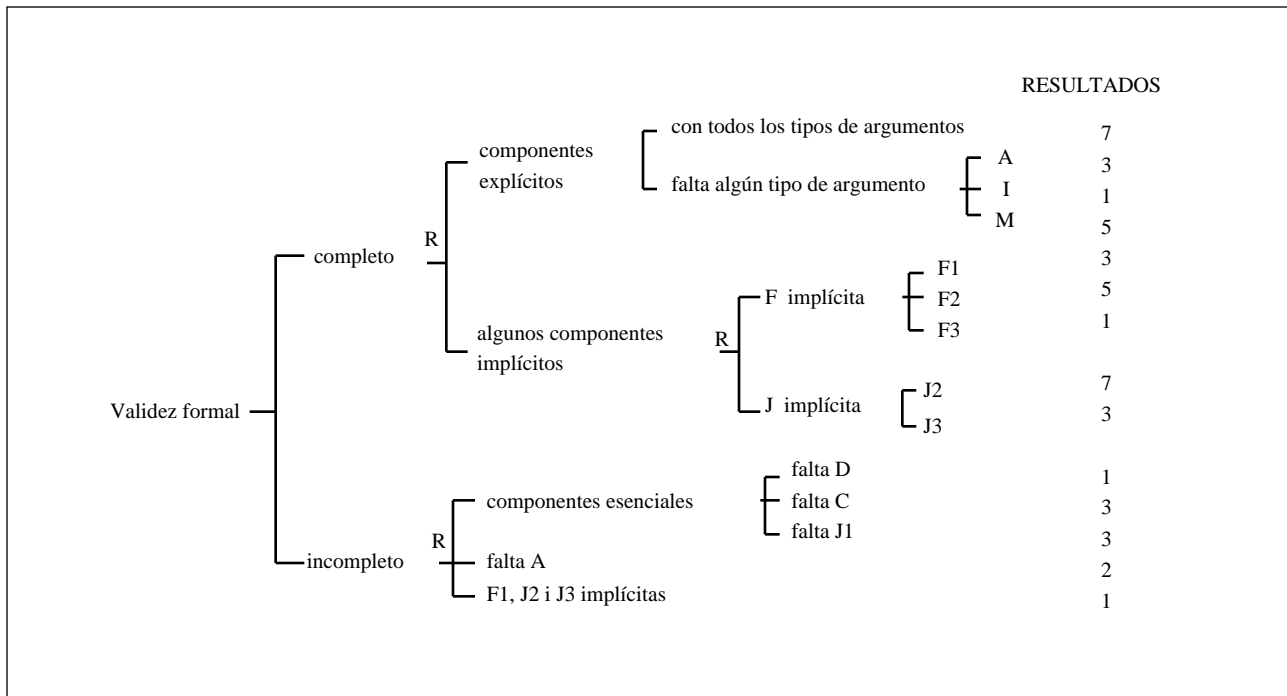 RESULTADOS
con todos los tipos de argumentos
7
componentes
explícitos
A
3
falta algún tipo de argumento
I
1
M
5
R
completo
3
F1
F implícita
F2
5
F3
1
algunos componentes
implícitos
R
J implícita
J2
7
J3
3
Validez formal
falta D
1
componentes esenciales
falta C
3
falta J1
3
R
incompleto
falta A
2
F1, J2 i J3 implícitas
1